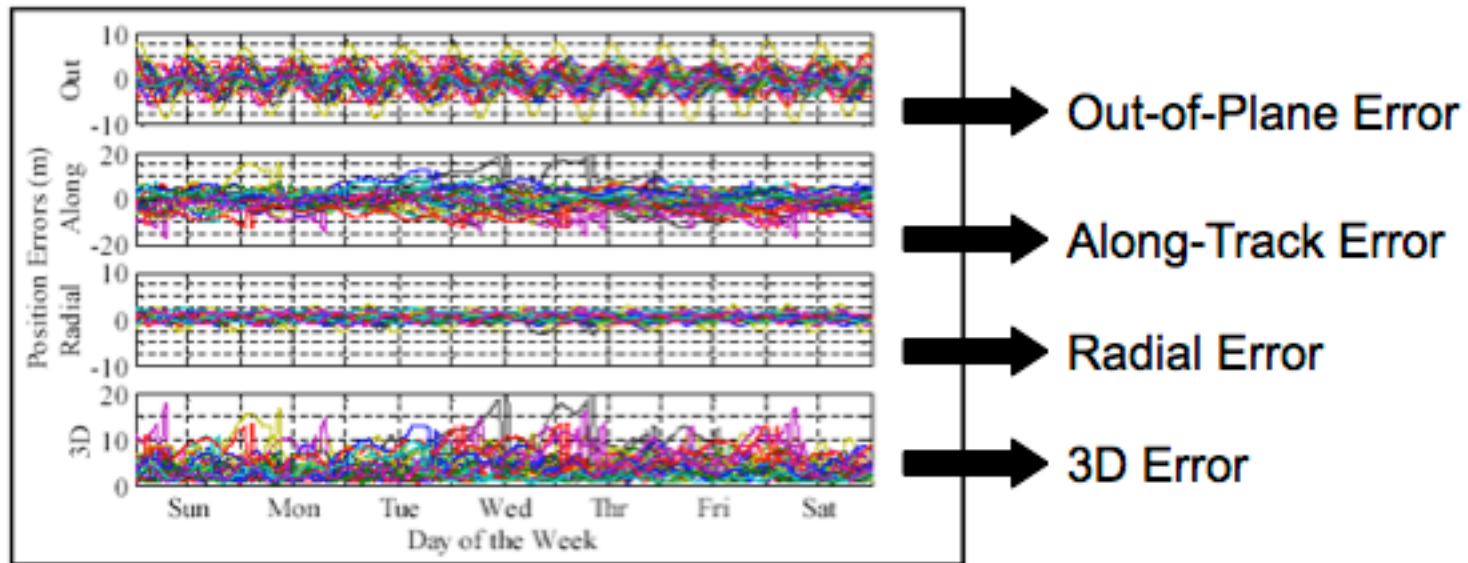 10
0
-10
Out
Out-of-Plane Error
20
0
-20
Along
Along-Track Error
Position Errors (m)
10
0
-10
Radial
Radial Error
20
10
0
3D
3D Error
Sun Mon Tue Wed Thr Fri Sat
Day of the Week